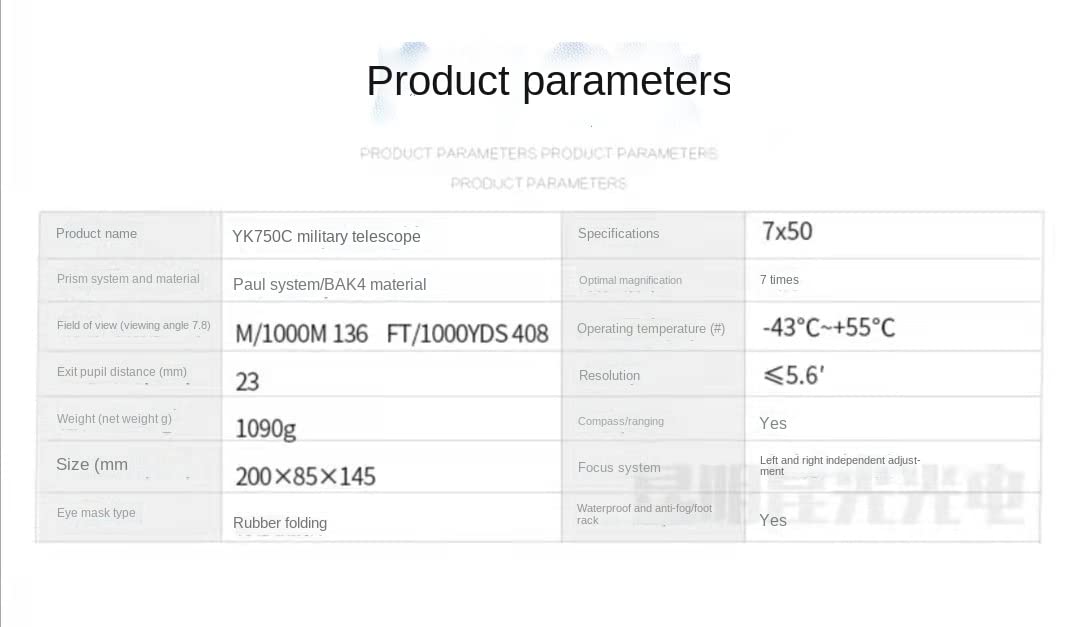 Product parameters
PRODUCT PARAMETERS PRODUCT PARAMETERS
PRODUCT PARAMETERS
Product name YK750C military telescope Specifications 7x50
Prism system and material Paul system/BAK4 material Optimal magnification 7 times
Field of view (viewing angle 7.8) M/1000M 136 FT/1000YDS 408 Operating temperature (#) -43°C~+55°C
Exit pupil distance (mm) 23 Resolution ⩽5.6′
Weight (net weight g) 1090g Compass/ranging Yes
Size (mm 200×85×145 Focus system Left and right independent adjust-
ment
Eye mask type Rubber folding Waterproof and anti-fog/foot
rack Yes
光电